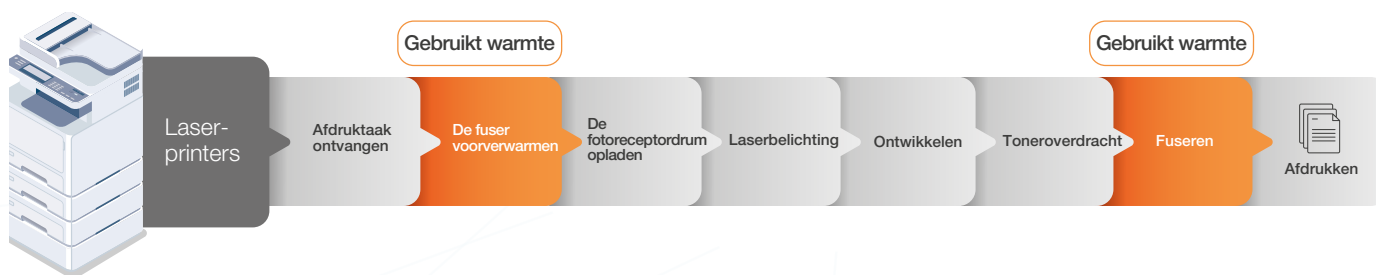 Gebruikt warmte
Gebruikt warmte
Laser-
printers
Afdruktaak
ontvangen
De fuser
voorverwarmen
De
fotoreceptordrum
opladen
Laserbelichting
Ontwikkelen
Toneroverdracht
Fuseren
Afdrukken